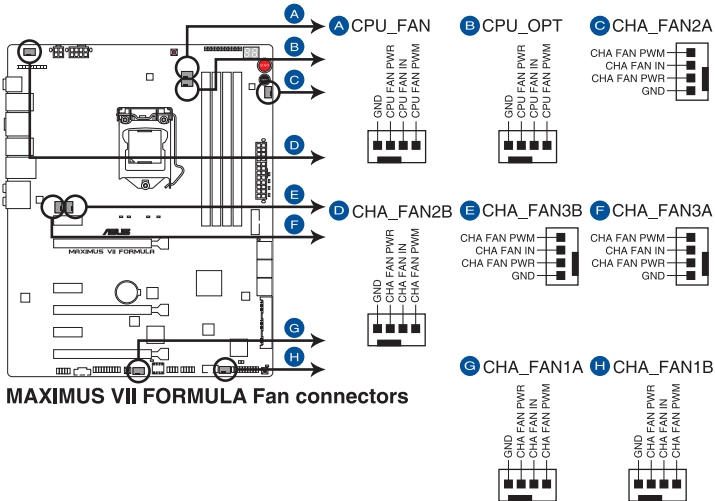 A
B
C
D
E
F
G
H
/SUS
MAXIMUS VII FORMULA
MAXIMUS VII FORMULA Fan connectors
A CPU_FAN
GND
CPU FAN PWR
CPU FAN IN
CPU FAN PWM
B CPU_OPT
GND
CPU FAN PWR
CPU FAN IN
CPU FAN PWM
C CHA_FAN2A
CHA FAN PWM
CHA FAN IN
CHA FAN PWR
GND
D CHA_FAN2B
GND
CHA FAN PWR
CHA FAN IN
CHA FAN PWM
E CHA_FAN3B
CHA FAN PWM
CHA FAN IN
CHA FAN PWR
GND
F CHA_FAN3A
CHA FAN PWM
CHA FAN IN
CHA FAN PWR
GND
G CHA_FAN1A
GND
CHA FAN PWR
CHA FAN IN
CHA FAN PWM
H CHA_FAN1B
GND
CHA FAN PWR
CHA FAN IN
CHA FAN PWM